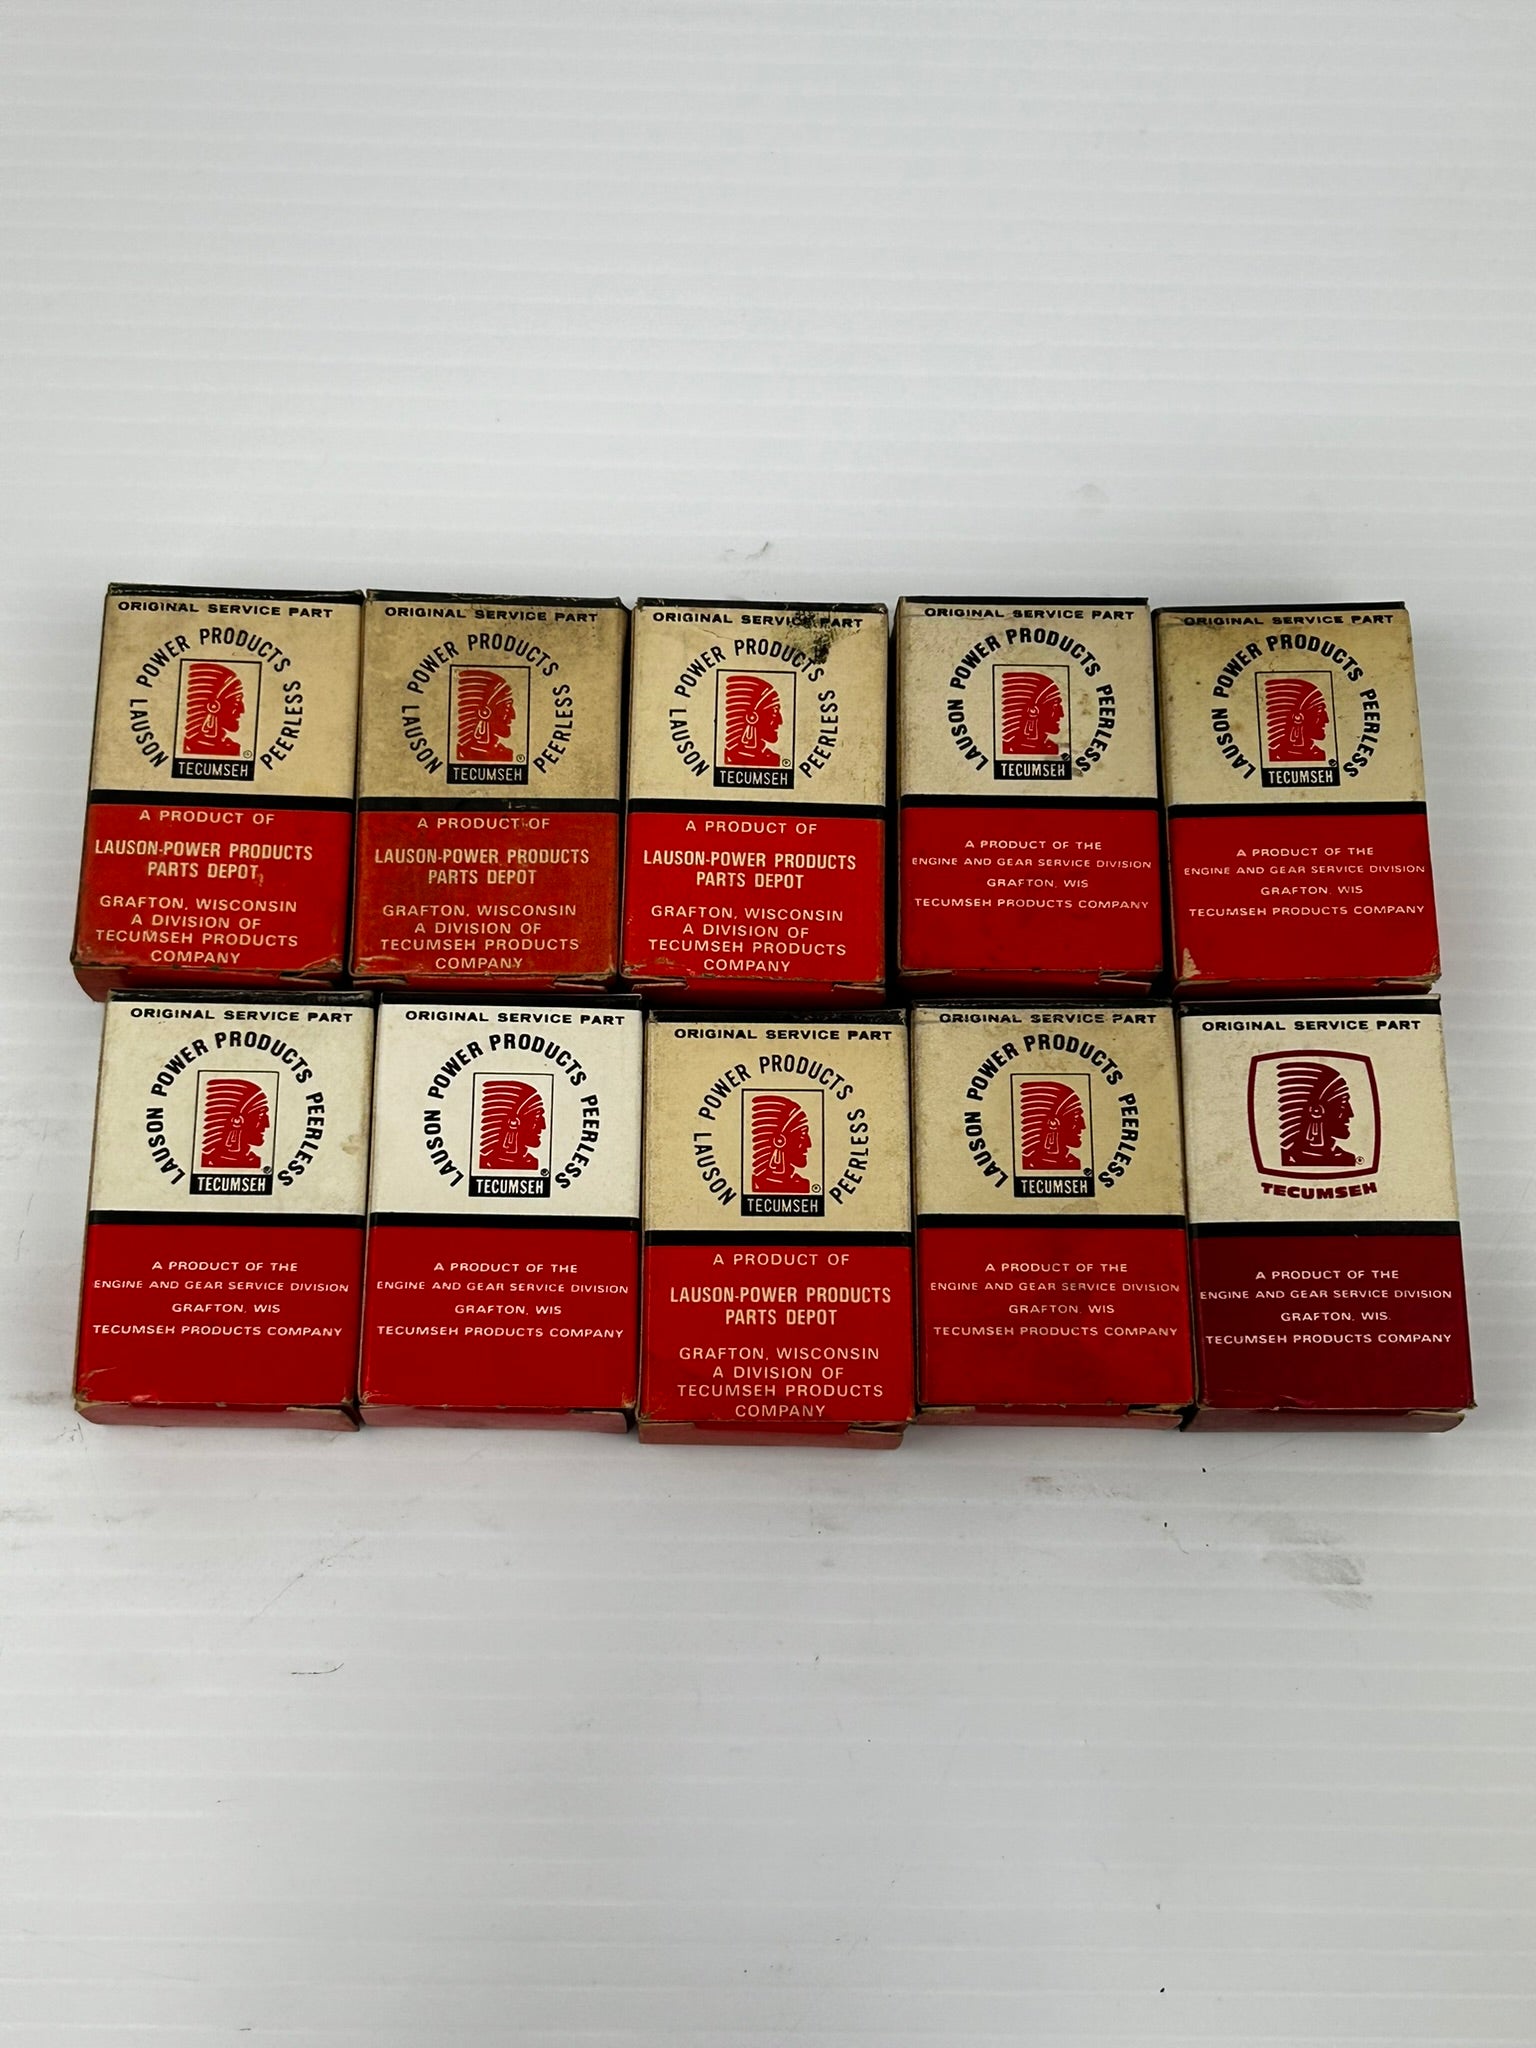 ORIGINAL SERVICE PART
LAUSON POWER PRODUCTS PEERLESS
TECUMSEH
A PRODUCT OF
LAUSON-POWER PRODUCTS
PARTS DEPOT
GRAFTON, WISCONSIN
A DIVISION OF
TECUMSEH PRODUCTS
COMPANY
ORIGINAL SERVICE PART
LAUSON POWER PRODUCTS PEERLESS
TECUMSEH
A PRODUCT OF
LAUSON-POWER PRODUCTS
PARTS DEPOT
GRAFTON, WISCONSIN
A DIVISION OF
TECUMSEH PRODUCTS
COMPANY
ORIGINAL SERVICE PART
LAUSON POWER PRODUCTS PEERLESS
TECUMSEH
A PRODUCT OF
LAUSON-POWER PRODUCTS
PARTS DEPOT
GRAFTON, WISCONSIN
A DIVISION OF
TECUMSEH PRODUCTS
COMPANY
ORIGINAL SERVICE PART
LAUSON POWER PRODUCTS PEERLESS
TECUMSEH
A PRODUCT OF THE
ENGINE AND GEAR SERVICE DIVISION
GRAFTON, WIS
TECUMSEH PRODUCTS COMPANY
ORIGINAL SERVICE PART
LAUSON POWER PRODUCTS PEERLESS
TECUMSEH
A PRODUCT OF THE
ENGINE AND GEAR SERVICE DIVISION
GRAFTON, WIS
TECUMSEH PRODUCTS COMPANY
ORIGINAL SERVICE PART
LAUSON POWER PRODUCTS PEERLESS
TECUMSEH
A PRODUCT OF THE
ENGINE AND GEAR SERVICE DIVISION
GRAFTON, WIS
TECUMSEH PRODUCTS COMPANY
ORIGINAL SERVICE PART
LAUSON POWER PRODUCTS PEERLESS
TECUMSEH
A PRODUCT OF THE
ENGINE AND GEAR SERVICE DIVISION
GRAFTON, WIS
TECUMSEH PRODUCTS COMPANY
ORIGINAL SERVICE PART
LAUSON POWER PRODUCTS PEERLESS
TECUMSEH
A PRODUCT OF
LAUSON-POWER PRODUCTS
PARTS DEPOT
GRAFTON, WISCONSIN
A DIVISION OF
TECUMSEH PRODUCTS
COMPANY
ORIGINAL SERVICE PART
LAUSON POWER PRODUCTS PEERLESS
TECUMSEH
A PRODUCT OF THE
ENGINE AND GEAR SERVICE DIVISION
GRAFTON, WIS
TECUMSEH PRODUCTS COMPANY
ORIGINAL SERVICE PART
TECUMSEH
A PRODUCT OF THE
ENGINE AND GEAR SERVICE DIVISION
GRAFTON, WIS.
TECUMSEH PRODUCTS COMPANY